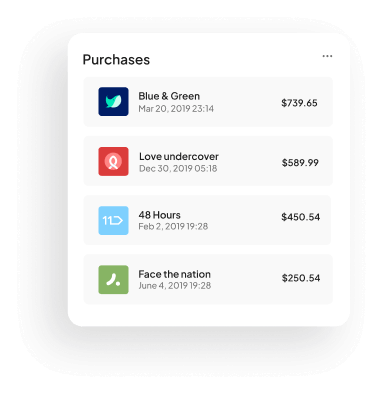 Purchases
Blue & Green
Mar 20, 2019 23:14
$739.65
Love undercover
Dec 30, 2019 05:18
$589.99
48 Hours
Feb 2, 2019 19:28
$450.54
Face the nation
June 4, 2019 19:28
$250.54